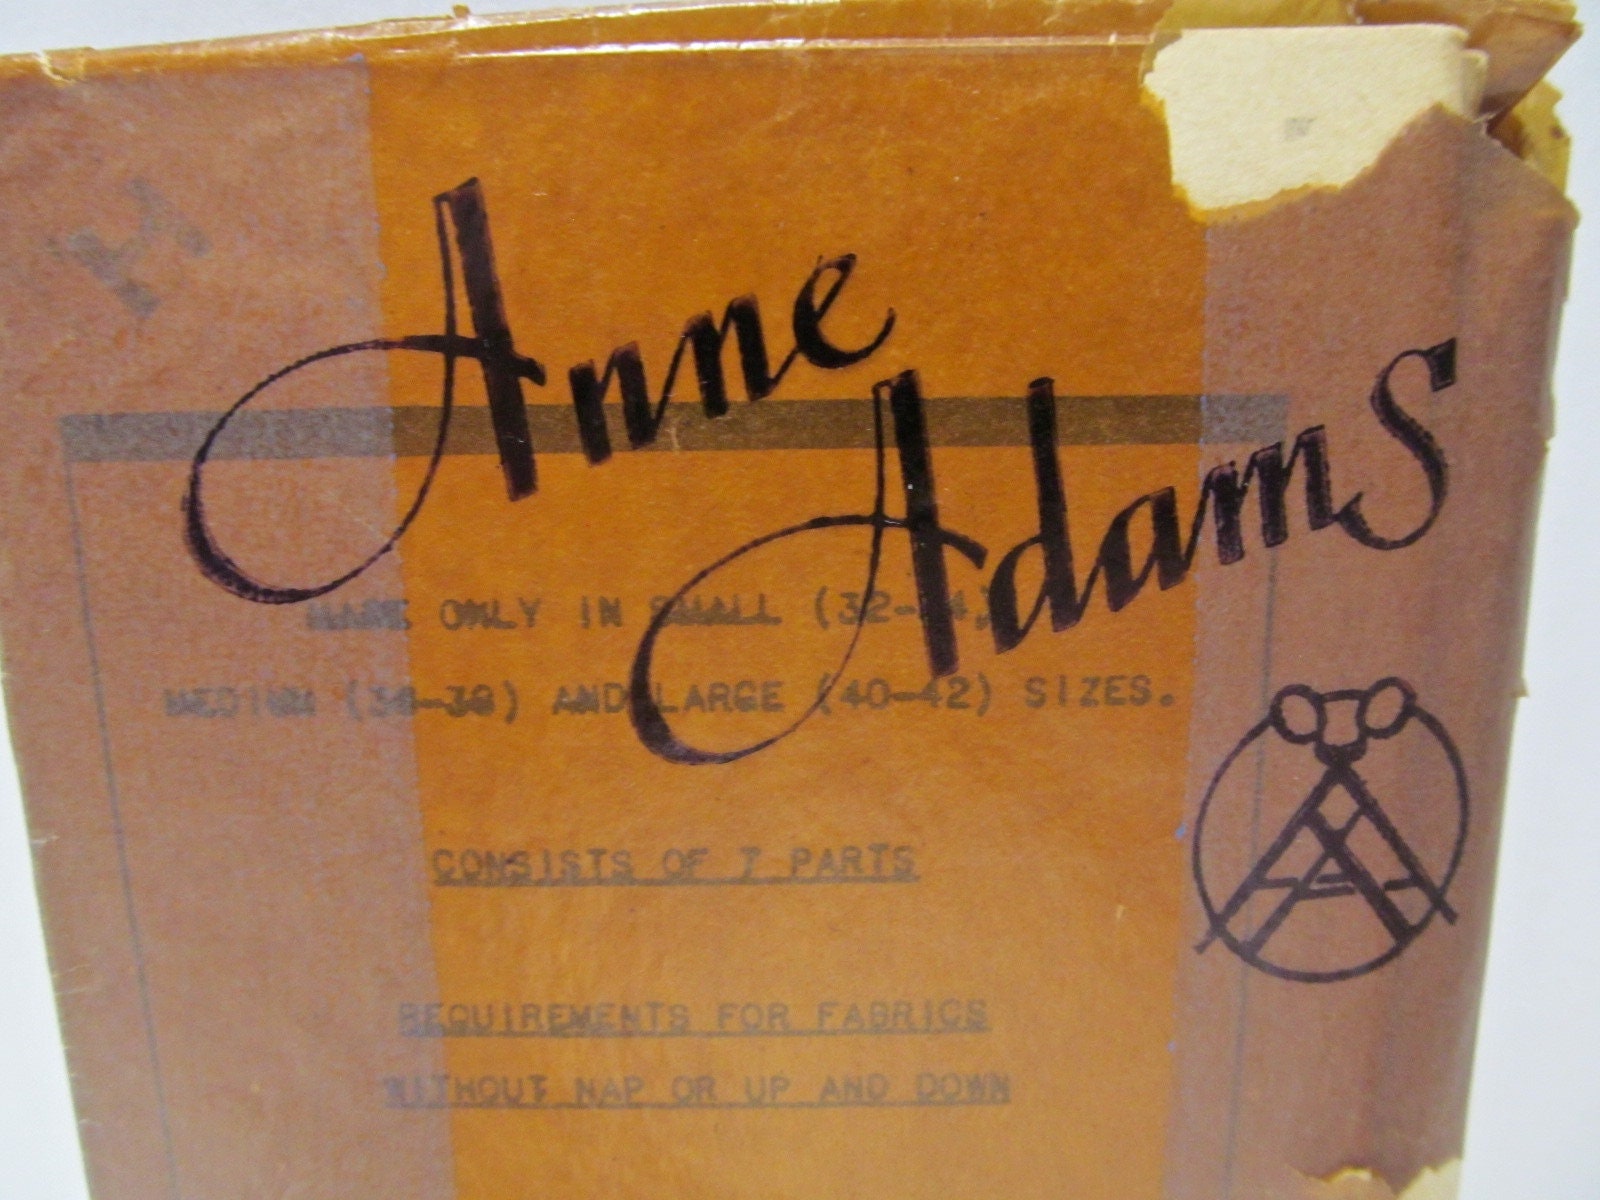 Anne
Adams
MADE ONLY IN SMALL (32-34),
MEDIUM (36-38) AND LARGE (40-42) SIZES.
CONSISTS OF 7 PARTS
REQUIREMENTS FOR FABRICS
WITHOUT NAP OR UP AND DOWN